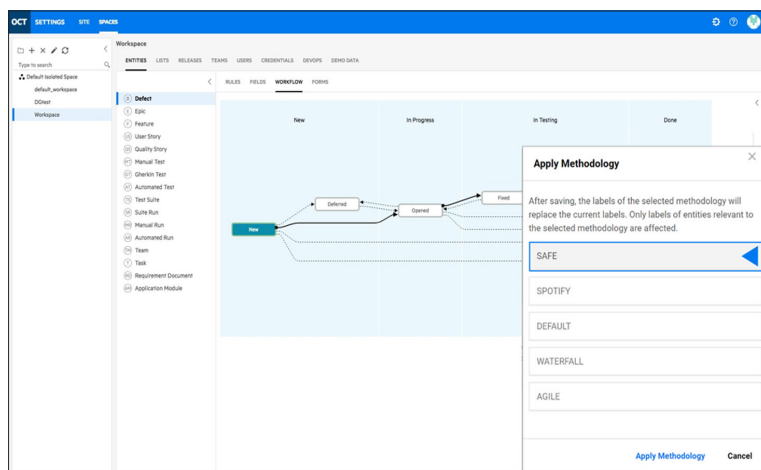 OCT SETTINGS SITE SPACES
Type to search
Default Isolated Space
default_workspace
DGtest
Workspace
Workspace
ENTITIES LISTS RELEASES TEAMS USERS CREDENTIALS DEVOPS DEMO DATA
RULES FIELDS WORKFLOW FORMS
Defect
Epic
Feature
User Story
Quality Story
Manual Test
Gherkin Test
Automated Test
Test Suite
Suite Run
Manual Run
Automated Run
Team
Task
Requirement Document
Application Module
New In Progress In Testing Done
Deferred
Opened
Fixed
New
Apply Methodology
After saving, the labels of the selected methodology will
replace the current labels. Only labels of entities relevant to
the selected methodology are affected.
SAFE
SPOTIFY
DEFAULT
WATERFALL
AGILE
Apply Methodology Cancel